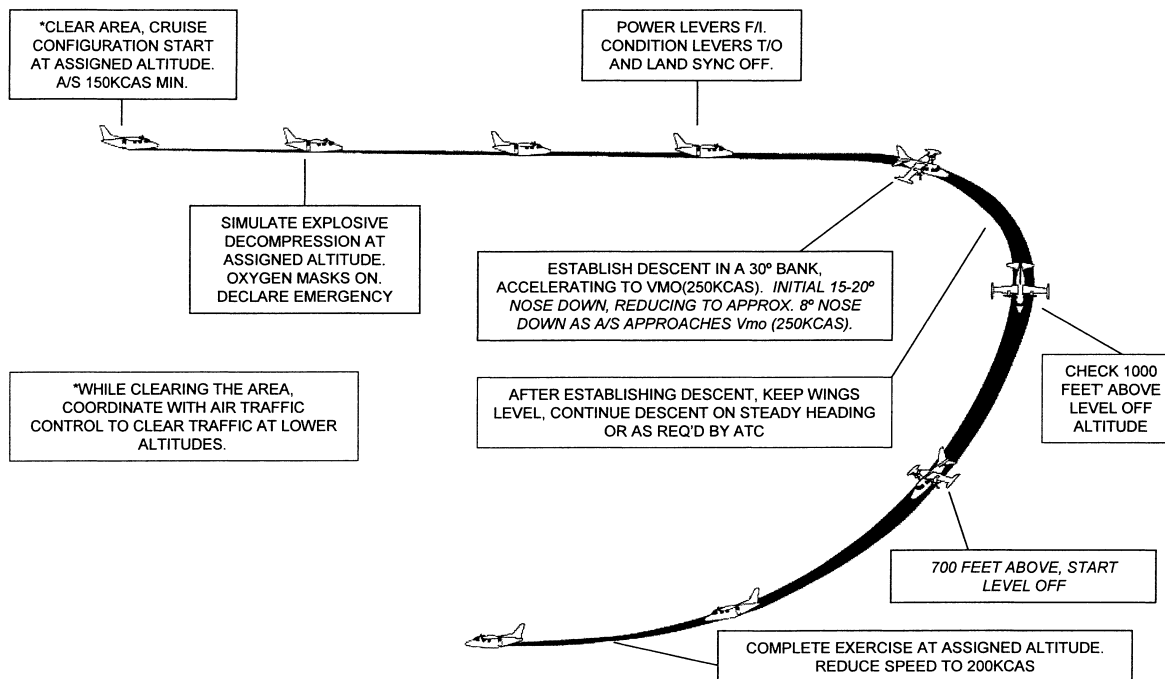 *CLEAR AREA, CRUISE
CONFIGURATION START
AT ASSIGNED ALTITUDE.
A/S 150KCAS MIN.
POWER LEVERS F/I.
CONDITION LEVERS T/O
AND LAND SYNC OFF.
SIMULATE EXPLOSIVE
DECOMPRESSION AT
ASSIGNED ALTITUDE.
OXYGEN MASKS ON.
DECLARE EMERGENCY
ESTABLISH DESCENT IN A 30º BANK,
ACCELERATING TO VMO(250KCAS). INITIAL 15-20º
NOSE DOWN, REDUCING TO APPROX. 8º NOSE
DOWN AS A/S APPROACHES Vmo (250KCAS).
*WHILE CLEARING THE AREA,
COORDINATE WITH AIR TRAFFIC
CONTROL TO CLEAR TRAFFIC AT LOWER
ALTITUDES.
AFTER ESTABLISHING DESCENT, KEEP WINGS
LEVEL, CONTINUE DESCENT ON STEADY HEADING
OR AS REQ'D BY ATC
CHECK 1000
FEET' ABOVE
LEVEL OFF
ALTITUDE
700 FEET ABOVE, START
LEVEL OFF
COMPLETE EXERCISE AT ASSIGNED ALTITUDE.
REDUCE SPEED TO 200KCAS